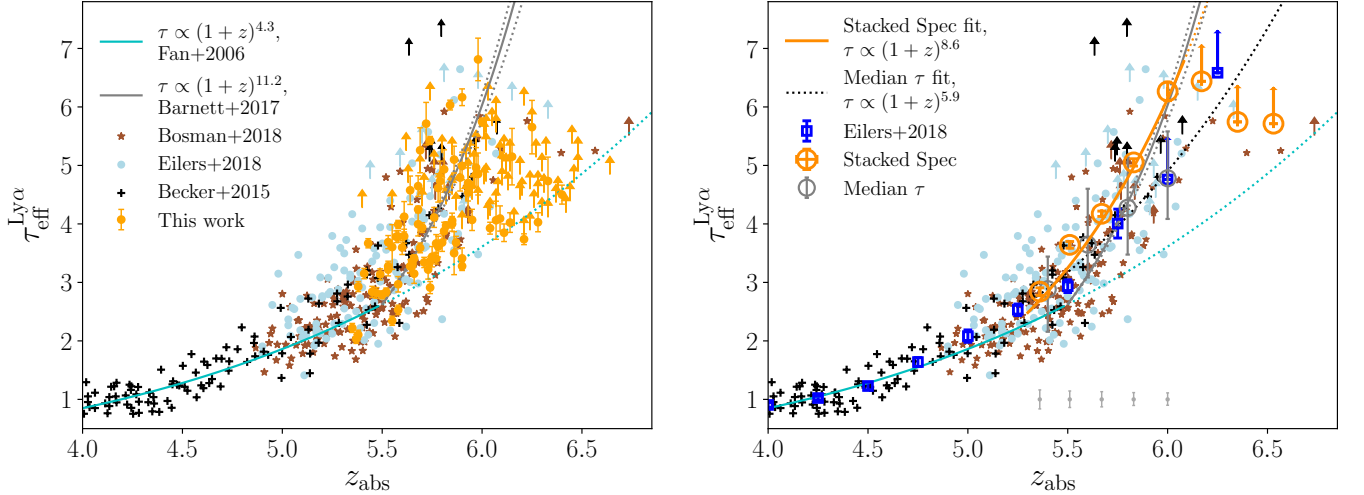 τ ∝ (1 + z)^4.3,
Fan+2006
τ ∝ (1 + z)^11.2,
Barnett+2017
Bosman+2018
Eilers+2018
Becker+2015
This work
7
6
5
4
3
2
1
τ_eff^Lyα
4.0 4.5 5.0 5.5 6.0 6.5
z_abs
Stacked Spec fit,
τ ∝ (1 + z)^8.6
Median τ fit,
τ ∝ (1 + z)^5.9
Eilers+2018
Stacked Spec
Median τ
7
6
5
4
3
2
1
τ_eff^Lyα
4.0 4.5 5.0 5.5 6.0 6.5
z_abs